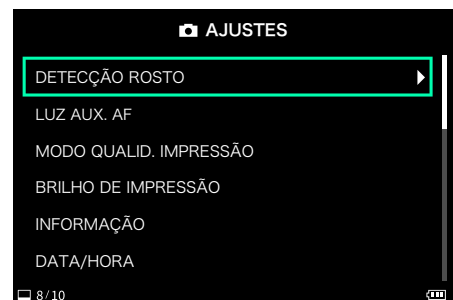 AJUSTES
DETECÇÃO ROSTO
LUZ AUX. AF
MODO QUALID. IMPRESSÃO
BRILHO DE IMPRESSÃO
INFORMAÇÃO
DATA/HORA
8/10